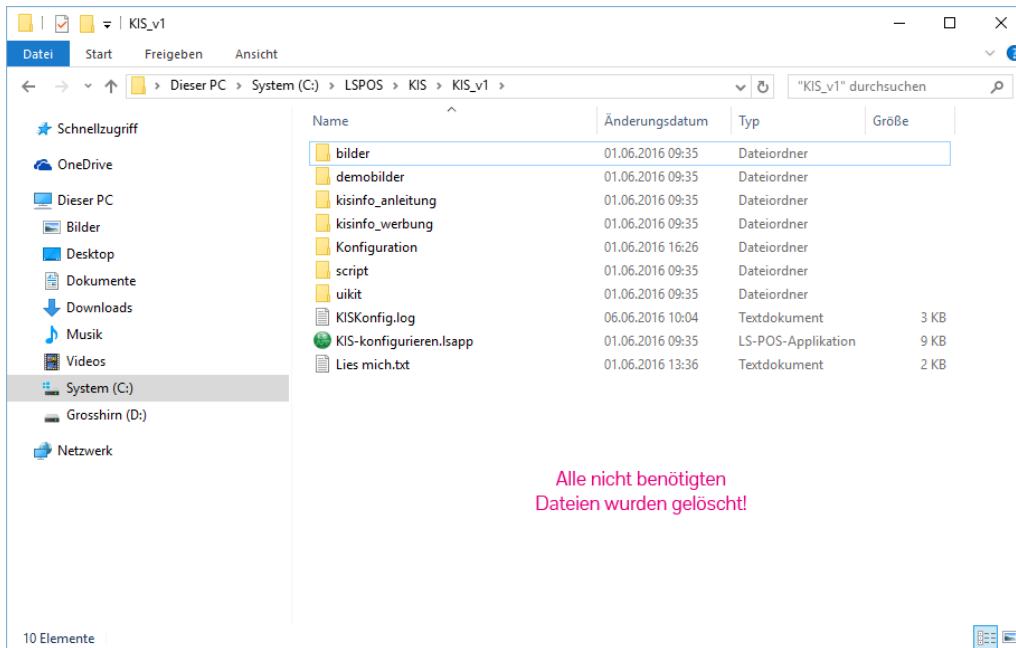 KIS_v1
Datei Start Freigeben Ansicht
Dieser PC > System (C:) > LSPOS > KIS > KIS_v1 >
"KIS_v1" durchsuchen
Schnellzugriff
OneDrive
Dieser PC
Bilder
Desktop
Dokumente
Downloads
Musik
Videos
System (C:)
Grosshirn (D:)
Netzwerk
Name Änderungsdatum Typ Größe
bilder 01.06.2016 09:35 Dateiordner
demobilder 01.06.2016 09:35 Dateiordner
kisinfo_anleitung 01.06.2016 09:35 Dateiordner
kisinfo_werbung 01.06.2016 09:35 Dateiordner
Konfiguration 01.06.2016 16:26 Dateiordner
script 01.06.2016 09:35 Dateiordner
uikit 01.06.2016 09:35 Dateiordner
KISKonfig.log 06.06.2016 10:04 Textdokument 3 KB
KIS-konfigurieren.lsapp 01.06.2016 09:35 LS-POS-Applikation 9 KB
Lies mich.txt 01.06.2016 13:36 Textdokument 2 KB
Alle nicht benötigten
Dateien wurden gelöscht!
10 Elemente